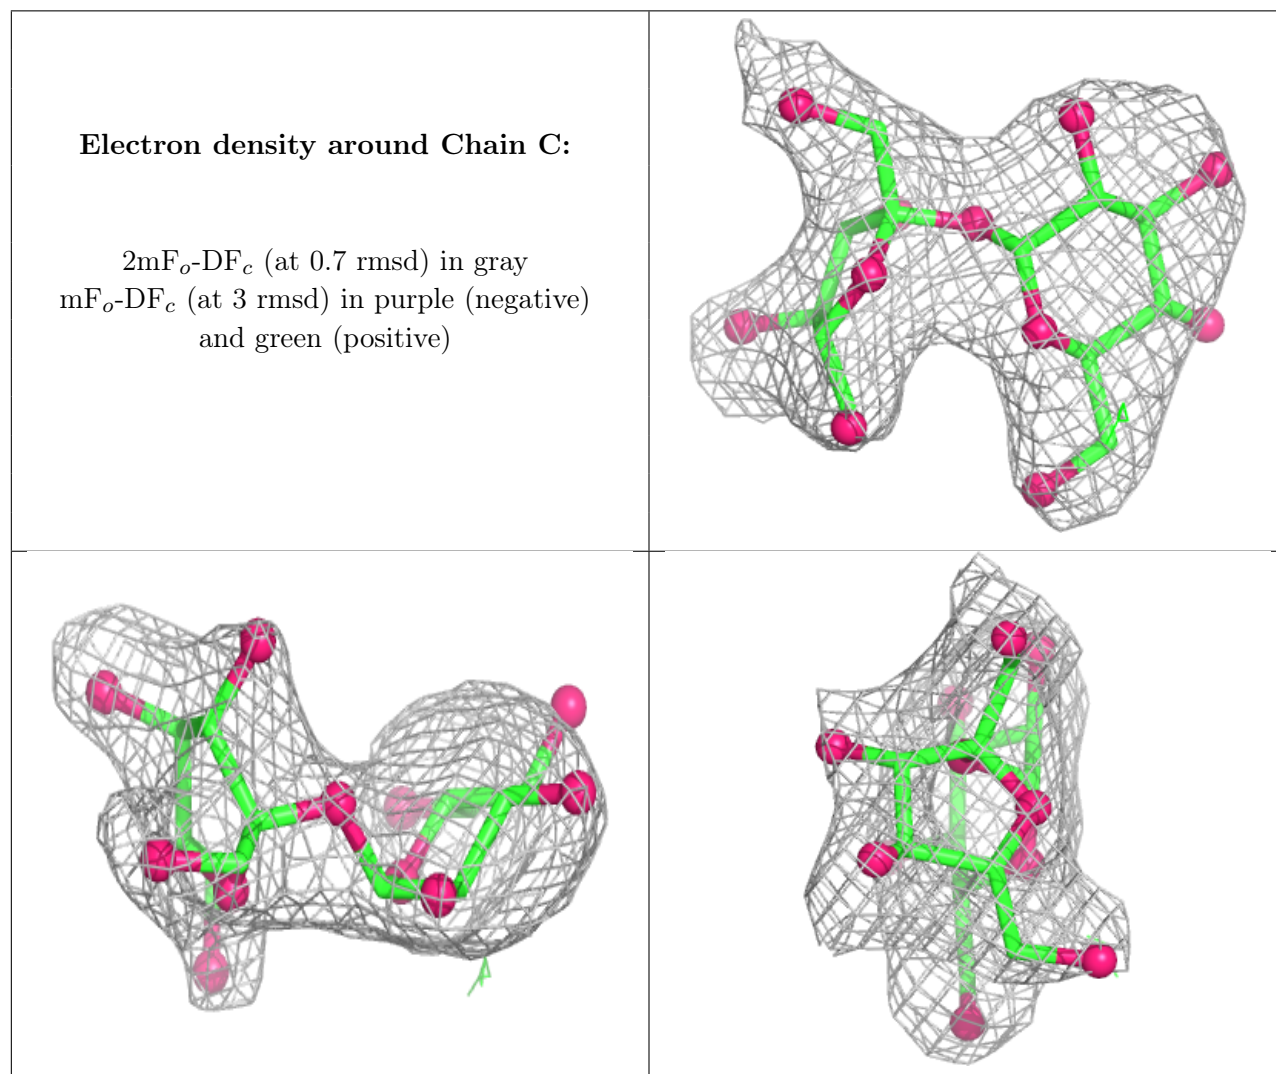 Electron density around Chain C:
2mFo-DFc (at 0.7 rmsd) in gray
mFo-DFc (at 3 rmsd) in purple (negative)
and green (positive)